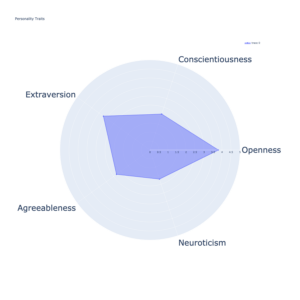 Personality Traits
Conscientiousness
Extraversion
Openness
Agreeableness
Neuroticism